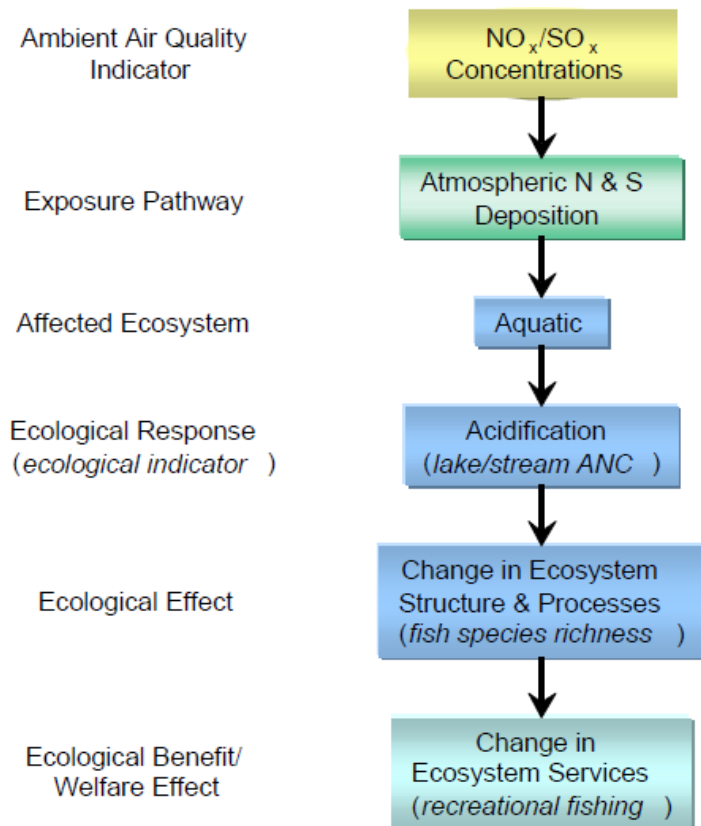 Ambient Air Quality
Indicator
NOx/SOx
Concentrations
Exposure Pathway
Atmospheric N & S
Deposition
Affected Ecosystem
Aquatic
Ecological Response
(ecological indicator )
Acidification
(lake/stream ANC )
Ecological Effect
Change in Ecosystem
Structure & Processes
(fish species richness )
Ecological Benefit/
Welfare Effect
Change in
Ecosystem Services
(recreational fishing )